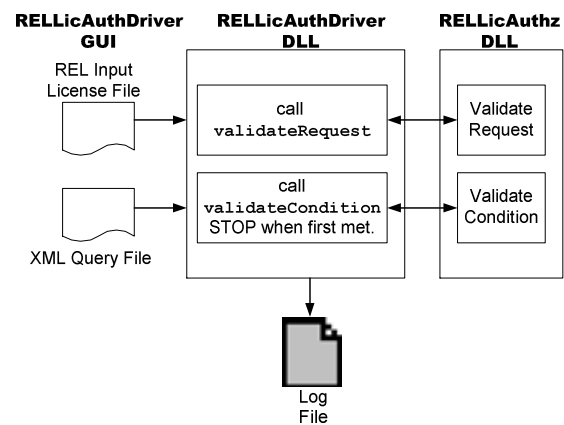 RELLicAuthDriver
GUI
RELLicAuthDriver
DLL
RELLicAuthz
DLL
REL Input
License File
call
validateRequest
Validate
Request
call
validateCondition
STOP when first met.
Validate
Condition
XML Query File
Log
File